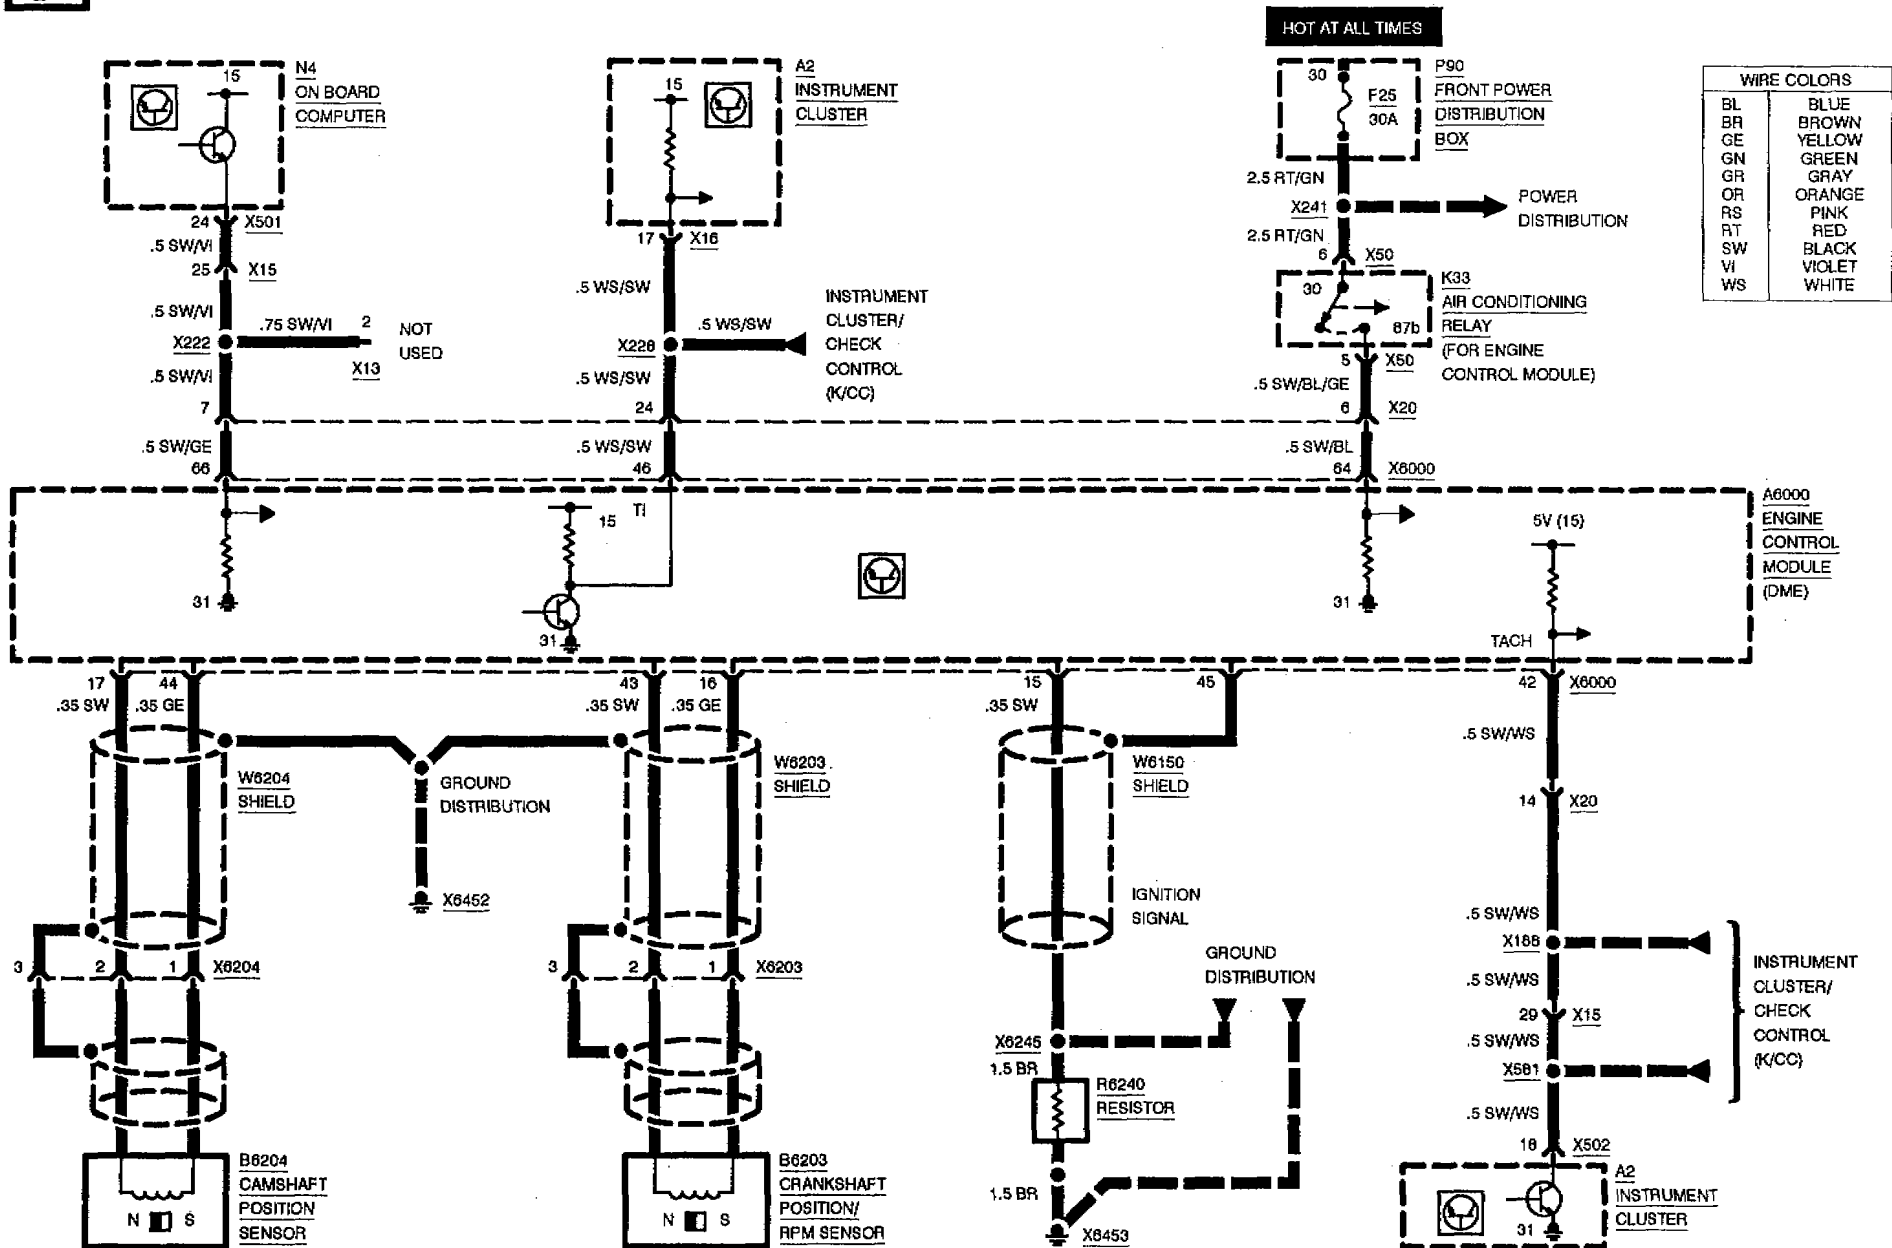 HOT AT ALL TIMES
15
N4
ON BOARD
COMPUTER
24
X501
.5 SW/VI
25
X15
.5 SW/VI
X222
.75 SW/VI
2
X13
NOT
USED
.5 SW/VI
7
.5 SW/GE
66
15
A2
INSTRUMENT
CLUSTER
17
X16
.5 WS/SW
X226
.5 WS/SW
INSTRUMENT
CLUSTER/
CHECK
CONTROL
(K/CC)
.5 WS/SW
24
.5 WS/SW
46
30
F25
30A
P90
FRONT POWER
DISTRIBUTION
BOX
2.5 RT/GN
X241
POWER
DISTRIBUTION
2.5 RT/GN
6
X50
30
87b
K33
AIR CONDITIONING
RELAY
(FOR ENGINE
CONTROL MODULE)
5
X50
.5 SW/BL/GE
6
X20
.5 SW/BL
64
X6000
WIRE COLORS
BL BLUE
BR BROWN
GE YELLOW
GN GREEN
GR GRAY
OR ORANGE
RS PINK
RT RED
SW BLACK
VI VIOLET
WS WHITE
31
15
TI
31
31
5V (15)
TACH
A6000
ENGINE
CONTROL
MODULE
(DME)
17
44
43
16
15
45
42
X6000
.35 SW
.35 GE
.35 SW
.35 GE
.35 SW
.5 SW/WS
W6204
SHIELD
GROUND
DISTRIBUTION
X6452
W6203
SHIELD
W6150
SHIELD
IGNITION
SIGNAL
3
2
1
X6204
3
2
1
X6203
B6204
CAMSHAFT
POSITION
SENSOR
N
S
B6203
CRANKSHAFT
POSITION/
RPM SENSOR
N
S
GROUND
DISTRIBUTION
X6245
1.5 BR
R6240
RESISTOR
1.5 BR
X6453
14
X20
.5 SW/WS
X188
.5 SW/WS
29
X15
.5 SW/WS
X581
.5 SW/WS
18
X502
INSTRUMENT
CLUSTER/
CHECK
CONTROL
(K/CC)
31
A2
INSTRUMENT
CLUSTER